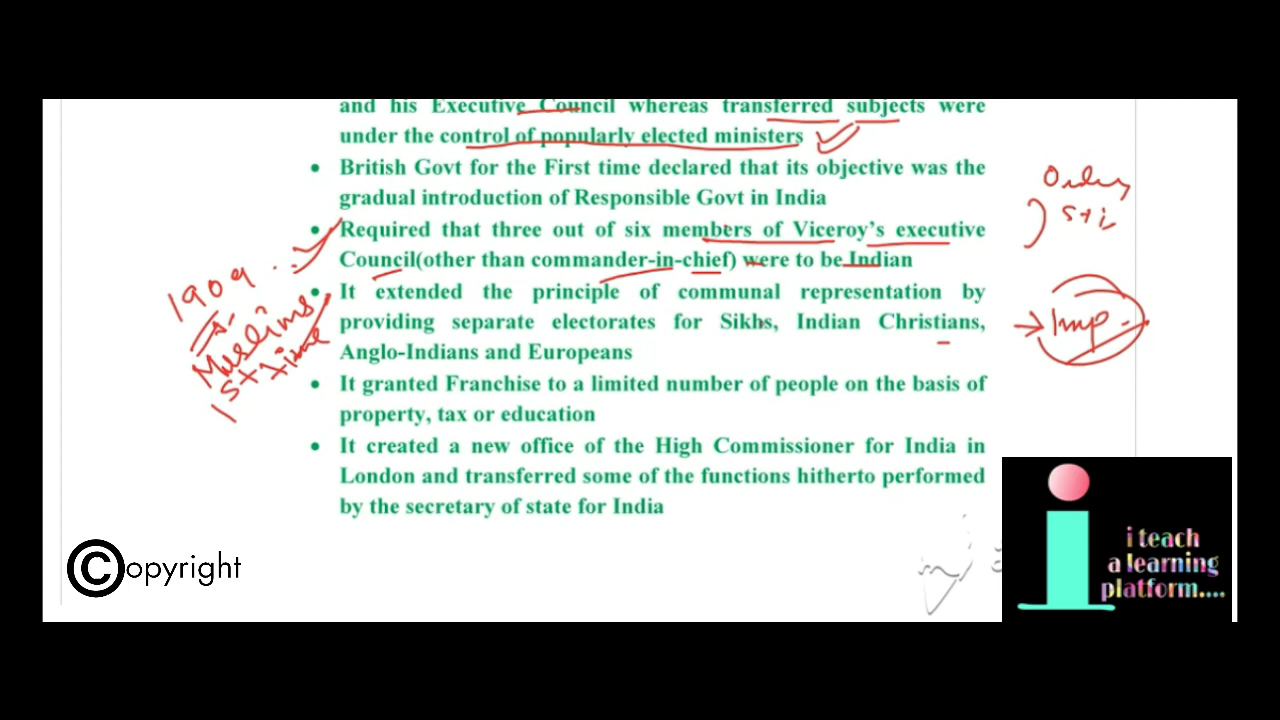 and his Executive Council whereas transferred subjects were
under the control of popularly elected ministers
• British Govt for the First time declared that its objective was the
gradual introduction of Responsible Govt in India
• Required that three out of six members of Viceroy's executive
Council(other than commander-in-chief) were to be Indian
• It extended the principle of communal representation by
providing separate electorates for Sikhs, Indian Christians,
Anglo-Indians and Europeans
• It granted Franchise to a limited number of people on the basis of
property, tax or education
• It created a new office of the High Commissioner for India in
London and transferred some of the functions hitherto performed
by the secretary of state for India
1909
Muslims
1st time
Imp.
©opyright
i teach
a learning
platform....